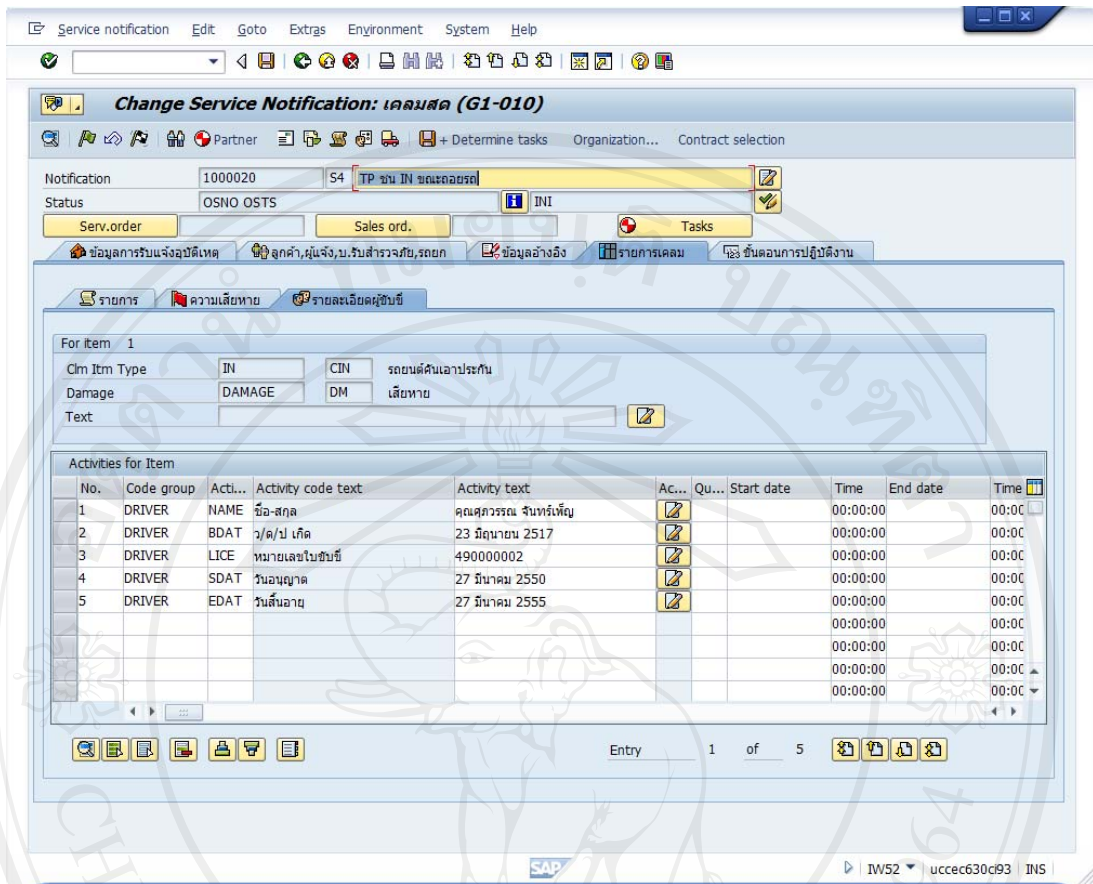 Service notification Edit Goto Extras Environment System Help
Change Service Notification: เคลมสด (G1-010)
Partner + Determine tasks Organization... Contract selection
Notification 1000020 S4 TP ชน IN ขณะถอยรถ
Status OSNO OSTS INI
Serv.order Sales ord. Tasks
ข้อมูลการรับแจ้งอุบัติเหตุ ลูกค้า,ผู้แจ้ง,บ.รับสำรวจภัย,รถยก ข้อมูลอ้างอิง รายการเคลม ขั้นตอนการปฏิบัติงาน
รายการ ความเสียหาย รายละเอียดผู้ขับขี่
For item 1
Clm Itm Type IN CIN รถยนต์คันเอาประกัน
Damage DAMAGE DM เสียหาย
Text
Activities for Item
No. Code group Acti... Activity code text Activity text Ac... Qu... Start date Time End date Time
1 DRIVER NAME ชื่อ-สกุล คุณศุภวรรณ จันทร์เพ็ญ 00:00:00 00:00
2 DRIVER BDAT ว/ด/ป เกิด 23 มิถุนายน 2517 00:00:00 00:00
3 DRIVER LICE หมายเลขใบขับขี่ 490000002 00:00:00 00:00
4 DRIVER SDAT วันอนุญาต 27 มีนาคม 2550 00:00:00 00:00
5 DRIVER EDAT วันสิ้นอายุ 27 มีนาคม 2555 00:00:00 00:00
00:00:00 00:00
00:00:00 00:00
00:00:00 00:00
00:00:00 00:00
Entry 1 of 5
SAP IW52 uccec630ci93 INS